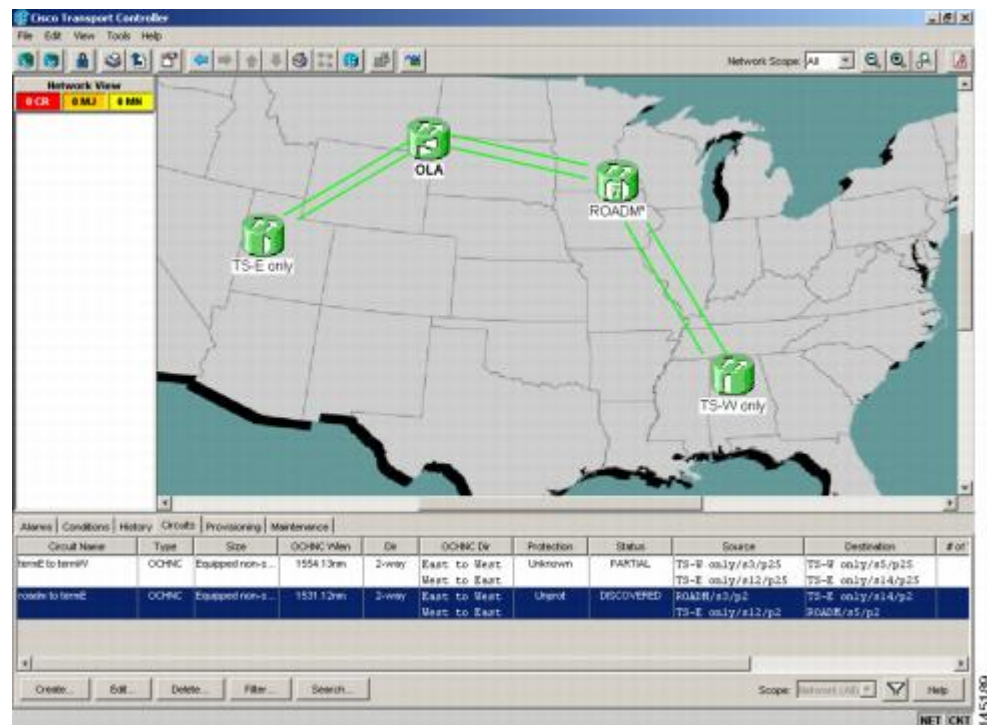 Cisco Transport Controller
File Edit View Tools Help
Network Scope: All
Network View
0 CR 0 MJ 0 MN
OLA
ROADM*
TS-E only
TS-W only
Alarms Conditions History Circuits Provisioning Maintenance
Circuit Name Type Size OCHNC Wlen Dir OCHNC Dir Protection Status Source Destination # of
termE to termW OCHNC Equipped non-s... 1554.13nm 2-way East to West Unknown PARTIAL TS-W only/s3/p25 TS-W only/s5/p25
West to East TS-E only/s12/p25 TS-E only/s14/p25
roadm to termE OCHNC Equipped non-s... 1531.12nm 2-way East to West Unprot DISCOVERED ROADM/s3/p2 TS-E only/s14/p2
West to East TS-E only/s12/p2 ROADM/s5/p2
Create... Edit... Delete... Filter... Search... Scope: Help
NET CKT
145189